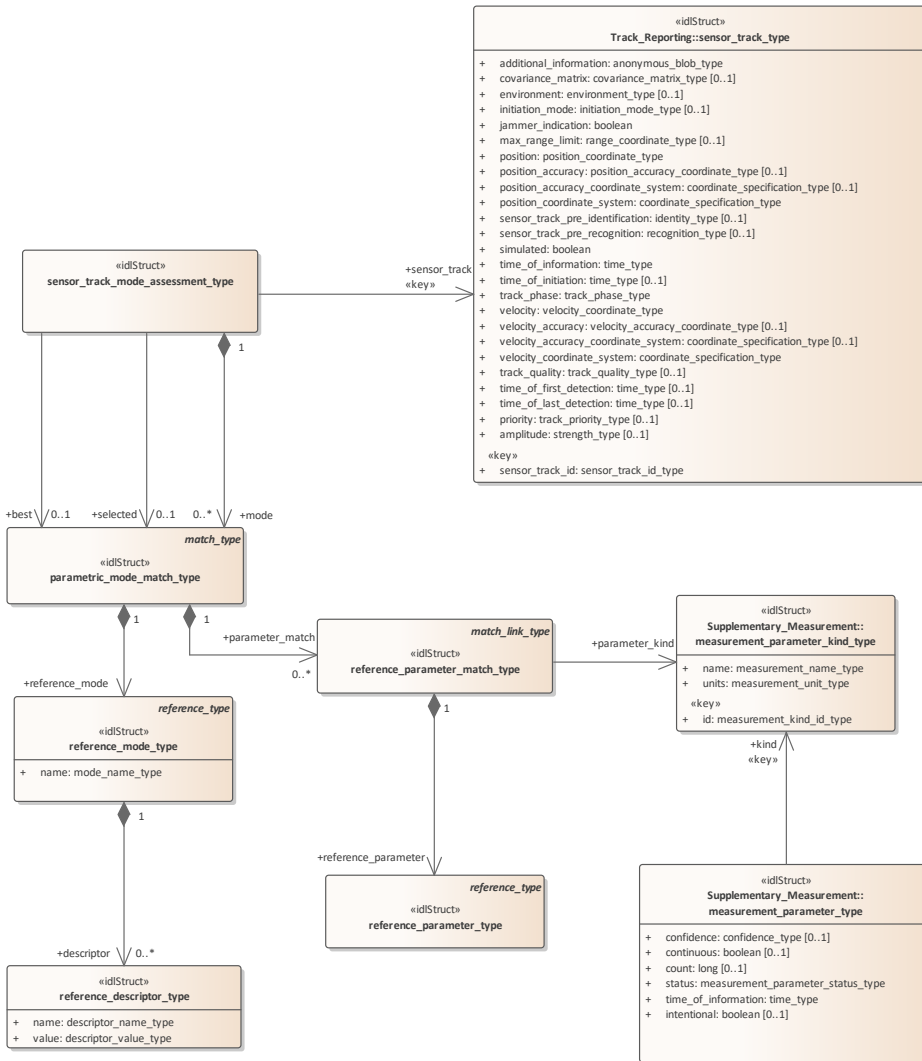 «idlStruct»
Track_Reporting::sensor_track_type
+ additional_information: anonymous_blob_type
+ covariance_matrix: covariance_matrix_type [0..1]
+ environment: environment_type [0..1]
+ initiation_mode: initiation_mode_type [0..1]
+ jammer_indication: boolean
+ max_range_limit: range_coordinate_type [0..1]
+ position: position_coordinate_type
+ position_accuracy: position_accuracy_coordinate_type [0..1]
+ position_accuracy_coordinate_system: coordinate_specification_type [0..1]
+ position_coordinate_system: coordinate_specification_type
+ sensor_track_pre_identification: identity_type [0..1]
+ sensor_track_pre_recognition: recognition_type [0..1]
+ simulated: boolean
+ time_of_information: time_type
+ time_of_initiation: time_type [0..1]
+ track_phase: track_phase_type
+ velocity: velocity_coordinate_type
+ velocity_accuracy: velocity_accuracy_coordinate_type [0..1]
+ velocity_accuracy_coordinate_system: coordinate_specification_type [0..1]
+ velocity_coordinate_system: coordinate_specification_type
+ track_quality: track_quality_type [0..1]
+ time_of_first_detection: time_type [0..1]
+ time_of_last_detection: time_type [0..1]
+ priority: track_priority_type [0..1]
+ amplitude: strength_type [0..1]
«key»
+ sensor_track_id: sensor_track_id_type
«idlStruct»
sensor_track_mode_assessment_type
+sensor_track
«key»
1
+best 0..1
+selected 0..1
0..* +mode
match_type
«idlStruct»
parametric_mode_match_type
1
1
+parameter_match
0..*
match_link_type
«idlStruct»
reference_parameter_match_type
+parameter_kind
«idlStruct»
Supplementary_Measurement::
measurement_parameter_kind_type
+ name: measurement_name_type
+ units: measurement_unit_type
«key»
+ id: measurement_kind_id_type
+reference_mode
reference_type
«idlStruct»
reference_mode_type
+ name: mode_name_type
1
1
+kind
«key»
+reference_parameter
reference_type
«idlStruct»
reference_parameter_type
«idlStruct»
Supplementary_Measurement::
measurement_parameter_type
+ confidence: confidence_type [0..1]
+ continuous: boolean [0..1]
+ count: long [0..1]
+ status: measurement_parameter_status_type
+ time_of_information: time_type
+ intentional: boolean [0..1]
+descriptor 0..*
«idlStruct»
reference_descriptor_type
+ name: descriptor_name_type
+ value: descriptor_value_type